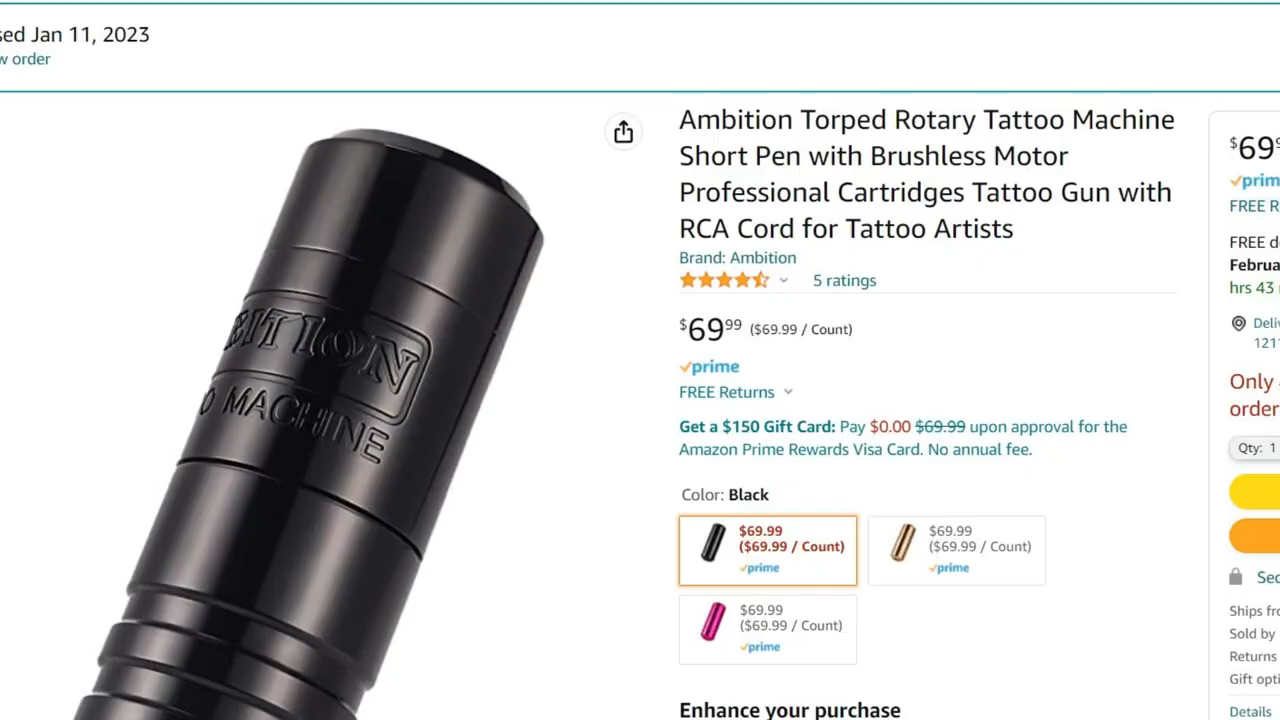 sed Jan 11, 2023
w order
BITION
O MACHINE
Ambition Torped Rotary Tattoo Machine
Short Pen with Brushless Motor
Professional Cartridges Tattoo Gun with
RCA Cord for Tattoo Artists
Brand: Ambition
5 ratings
$69.99 ($69.99 / Count)
prime
FREE Returns
Get a $150 Gift Card: Pay $0.00 $69.99 upon approval for the
Amazon Prime Rewards Visa Card. No annual fee.
Color: Black
$69.99
($69.99 / Count)
prime
$69.99
($69.99 / Count)
prime
$69.99
($69.99 / Count)
prime
Enhance your purchase
$69
prim
FREE R
FREE d
Februa
hrs 43
Deliv
1211
Only
order
Qty: 1
Sec
Ships fro
Sold by
Returns
Gift opti
Details